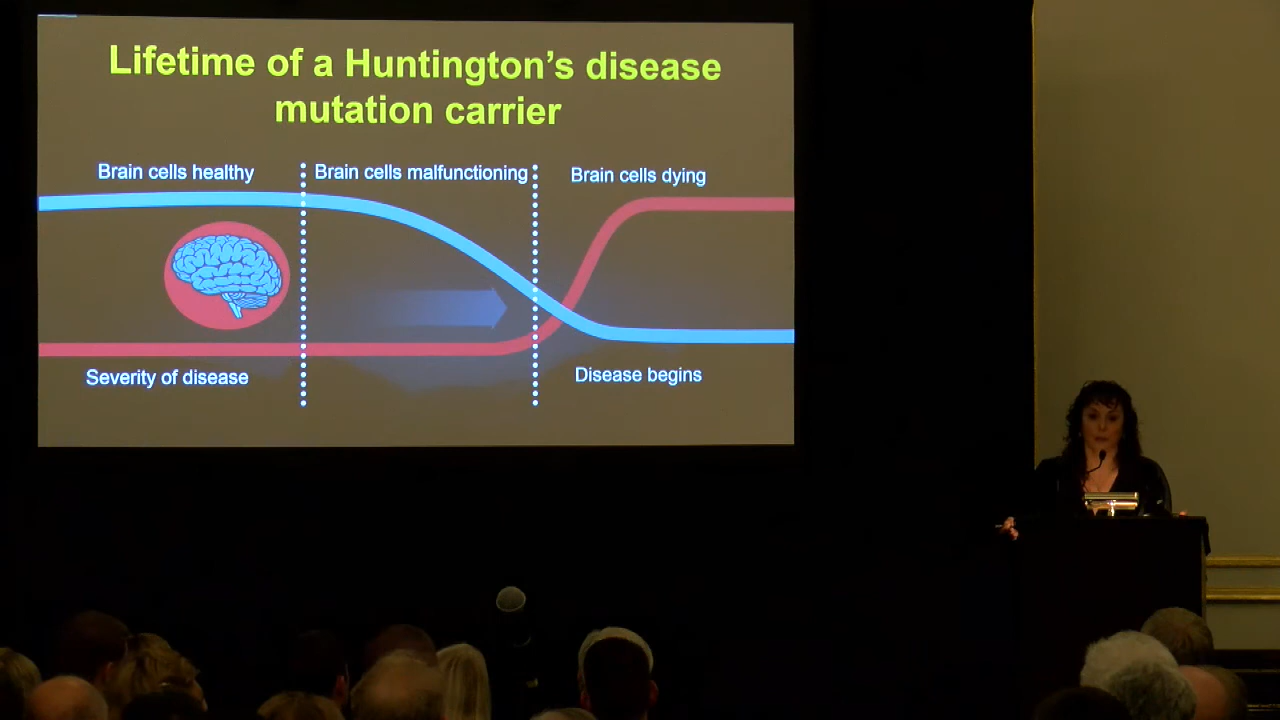 Lifetime of a Huntington's disease
mutation carrier
Brain cells healthy
Brain cells malfunctioning
Brain cells dying
Severity of disease
Disease begins